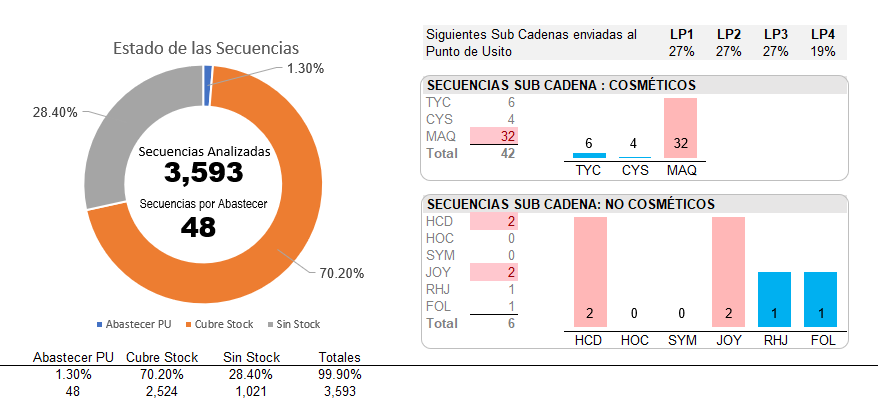 Estado de las Secuencias
1.30%
28.40%
Secuencias Analizadas
3,593
Secuencias por Abastecer
48
70.20%
Abastecer PU Cubre Stock Sin Stock
Abastecer PU Cubre Stock Sin Stock Totales
1.30% 70.20% 28.40% 99.90%
48 2,524 1,021 3,593
Siguientes Sub Cadenas enviadas al LP1 LP2 LP3 LP4
Punto de Usito 27% 27% 27% 19%
SECUENCIAS SUB CADENA : COSMÉTICOS
TYC 6
CYS 4
MAQ 32
Total 42
6 4 32
TYC CYS MAQ
SECUENCIAS SUB CADENA: NO COSMÉTICOS
HCD 2
HOC 0
SYM 0
JOY 2
RHJ 1
FOL 1
Total 6
2 0 0 2 1 1
HCD HOC SYM JOY RHJ FOL